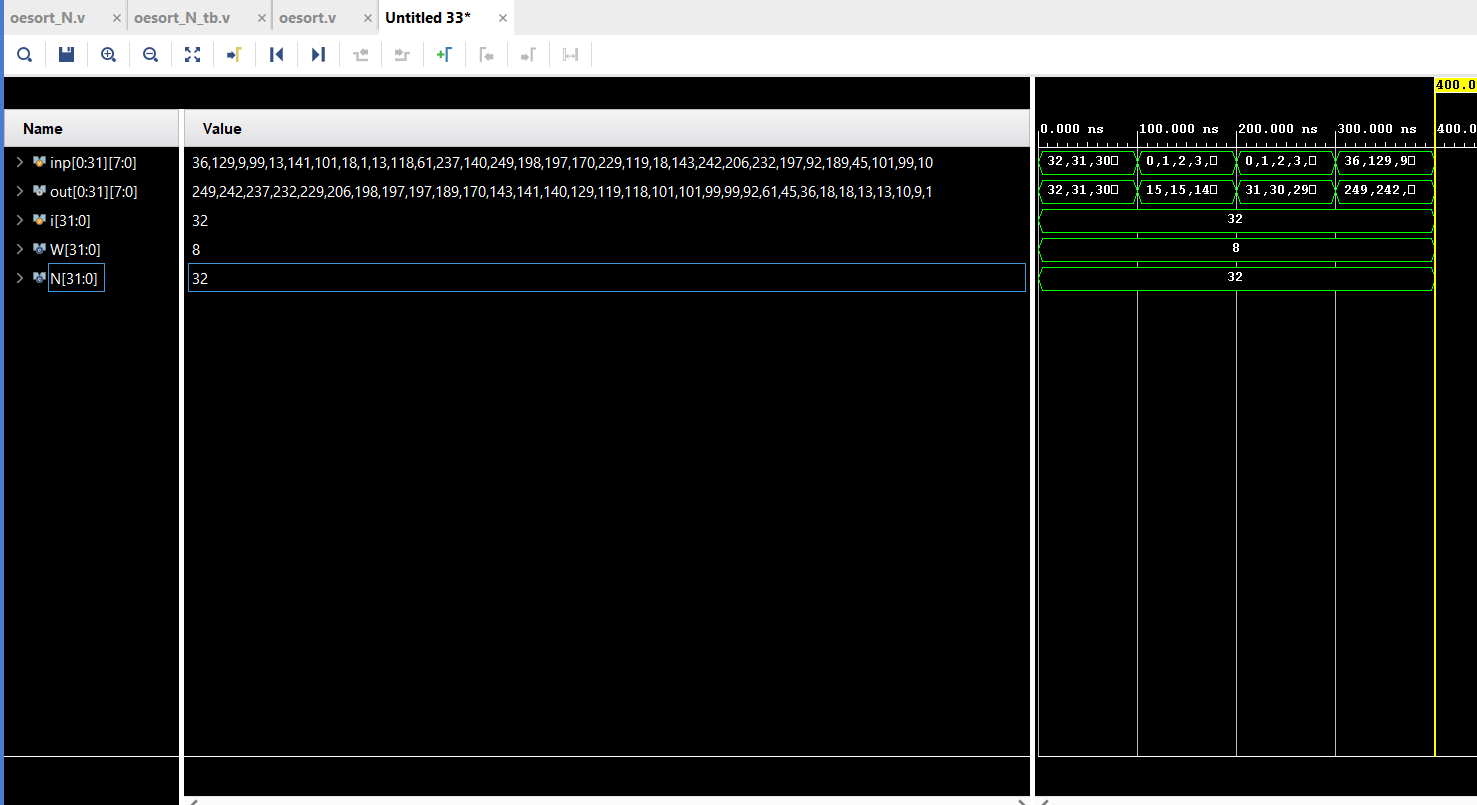 oesort_N.v × oesort_N_tb.v × oesort.v × Untitled 33* ×
400.0
Name Value 0.000 ns 100.000 ns 200.000 ns 300.000 ns 400.0
inp[0:31][7:0] 36,129,9,99,13,141,101,18,1,13,118,61,237,140,249,198,197,170,229,119,18,143,242,206,232,197,92,189,45,101,99,10 32,31,30 0,1,2,3, 0,1,2,3, 36,129,9
out[0:31][7:0] 249,242,237,232,229,206,198,197,197,189,170,143,141,140,129,119,118,101,101,99,99,92,61,45,36,18,18,13,13,10,9,1 32,31,30 15,15,14 31,30,29 249,242,
i[31:0] 32 32
W[31:0] 8 8
N[31:0] 32 32